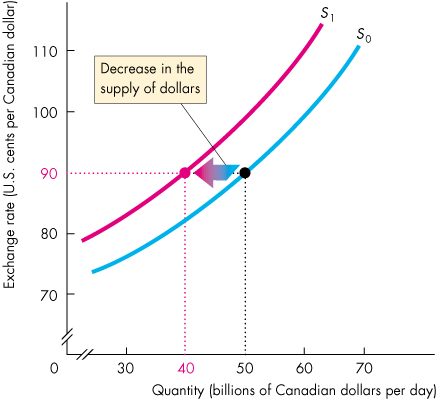 Exchange rate (U.S. cents per Canadian dollar)
S1
S0
110
Decrease in the
supply of dollars
100
90
80
70
0
30
40
50
60
70
Quantity (billions of Canadian dollars per day)